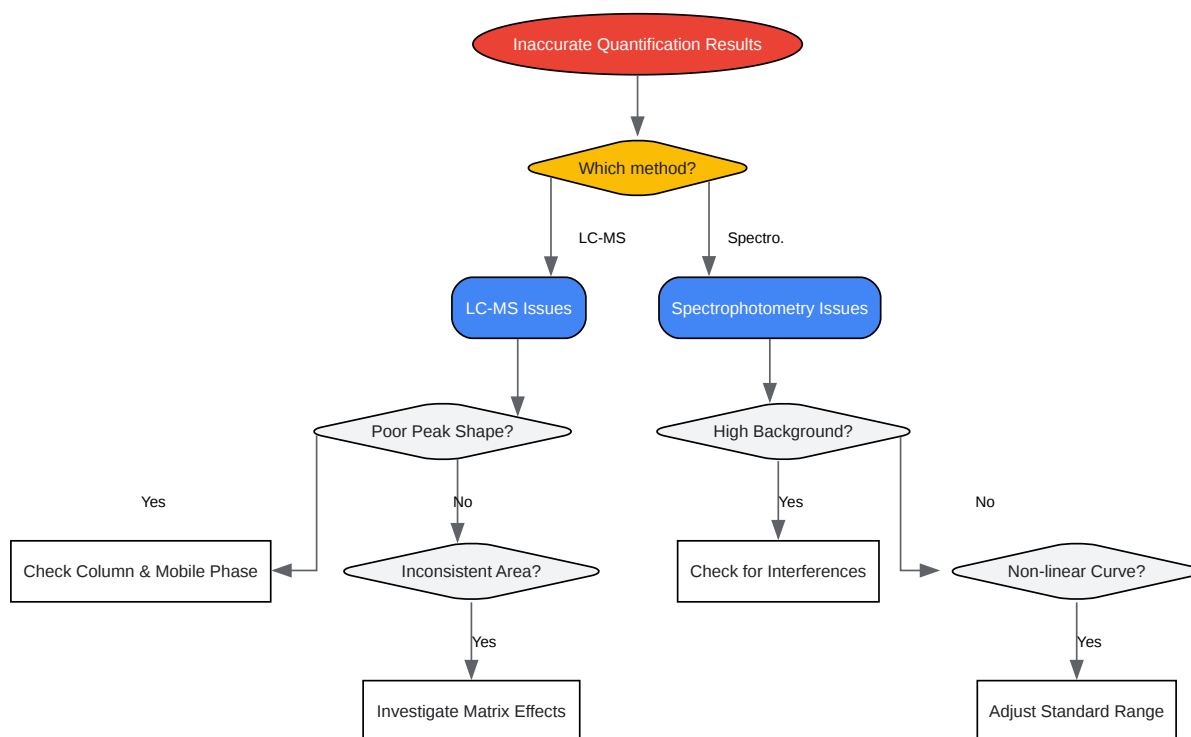 Inaccurate Quantification Results
Which method?
LC-MS
Spectro.
LC-MS Issues
Spectrophotometry Issues
Poor Peak Shape?
High Background?
Yes
No
Yes
No
Check Column & Mobile Phase
Inconsistent Area?
Check for Interferences
Non-linear Curve?
Yes
Yes
Investigate Matrix Effects
Adjust Standard Range